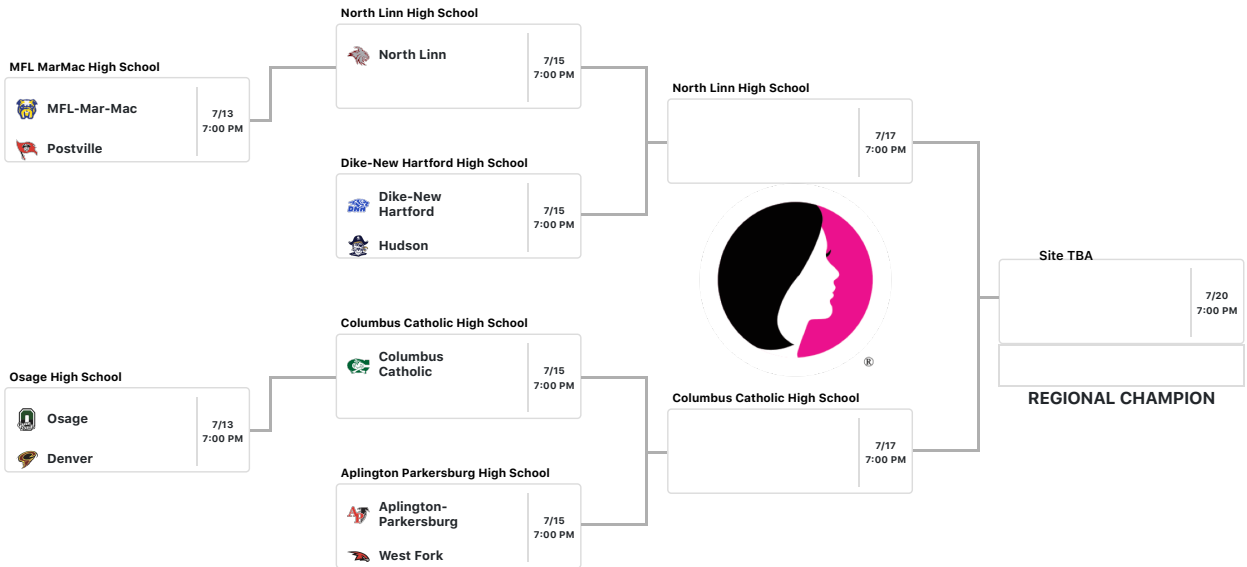 North Linn High School
North Linn
7/15
7:00 PM
MFL MarMac High School
MFL-Mar-Mac
7/13
7:00 PM
Postville
North Linn High School
7/17
7:00 PM
Dike-New Hartford High School
Dike-New
Hartford
7/15
7:00 PM
Hudson
Site TBA
7/20
7:00 PM
REGIONAL CHAMPION
®
Columbus Catholic High School
Columbus
Catholic
7/15
7:00 PM
Osage High School
Osage
7/13
7:00 PM
Denver
Columbus Catholic High School
7/17
7:00 PM
Aplington Parkersburg High School
Aplington-
Parkersburg
7/15
7:00 PM
West Fork